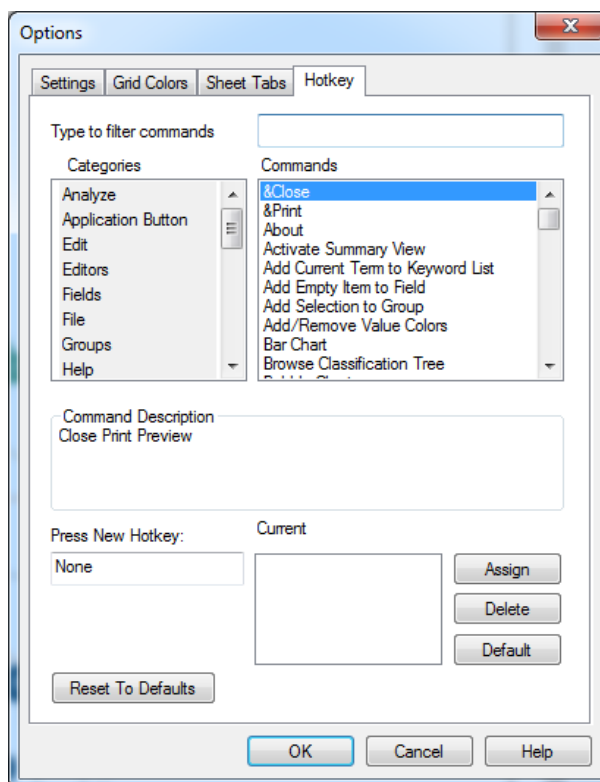 Options
Settings Grid Colors Sheet Tabs Hotkey
Type to filter commands
Categories
Analyze
Application Button
Edit
Editors
Fields
File
Groups
Help
Commands
&Close
&Print
About
Activate Summary View
Add Current Term to Keyword List
Add Empty Item to Field
Add Selection to Group
Add/Remove Value Colors
Bar Chart
Browse Classification Tree
Command Description
Close Print Preview
Press New Hotkey:
None
Current
Assign
Delete
Default
Reset To Defaults
OK Cancel Help